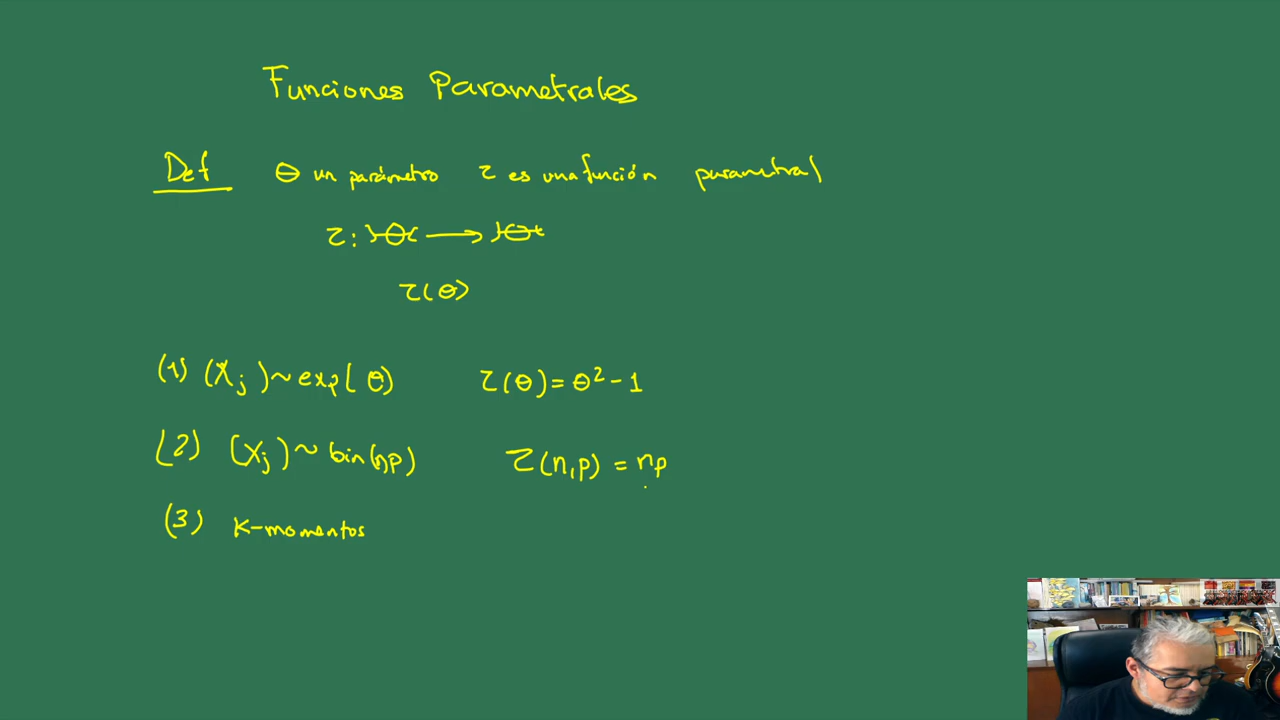 Funciones Parametrales
Def θ un parámetro τ es una función parametral
τ: Θ → Θ
τ(θ)
(1) (Xj) ~ exp(θ) τ(θ) = θ² - 1
(2) (Xj) ~ bin(n,p) τ(n,p) = np
(3) K-momentos